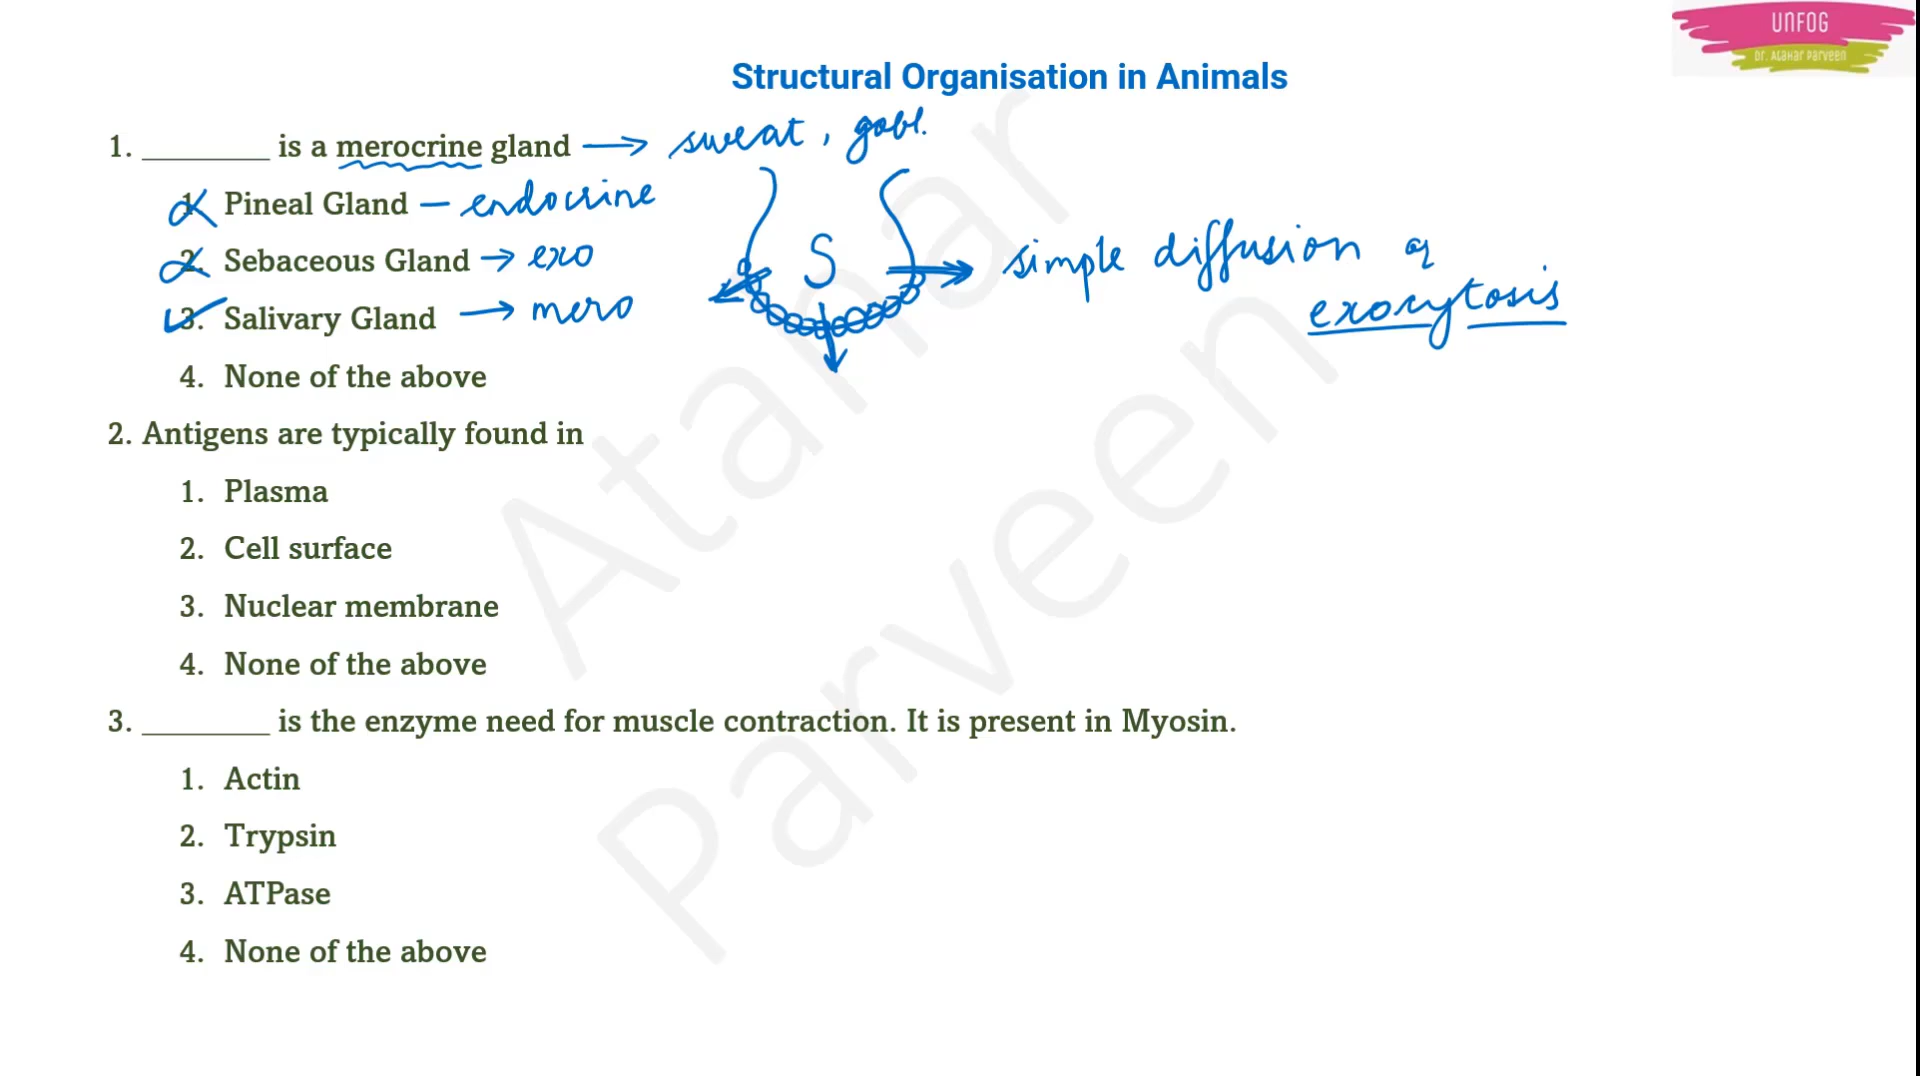 UNFOG
Dr. Atahar Parveen
Structural Organisation in Animals
1. ________ is a merocrine gland → sweat, gobl.
1. Pineal Gland – endocrine
2. Sebaceous Gland → exo
3. Salivary Gland → mero
4. None of the above
S → simple diffusion or
exocytosis
2. Antigens are typically found in
1. Plasma
2. Cell surface
3. Nuclear membrane
4. None of the above
3. ________ is the enzyme need for muscle contraction. It is present in Myosin.
1. Actin
2. Trypsin
3. ATPase
4. None of the above
Atahar
Parveen